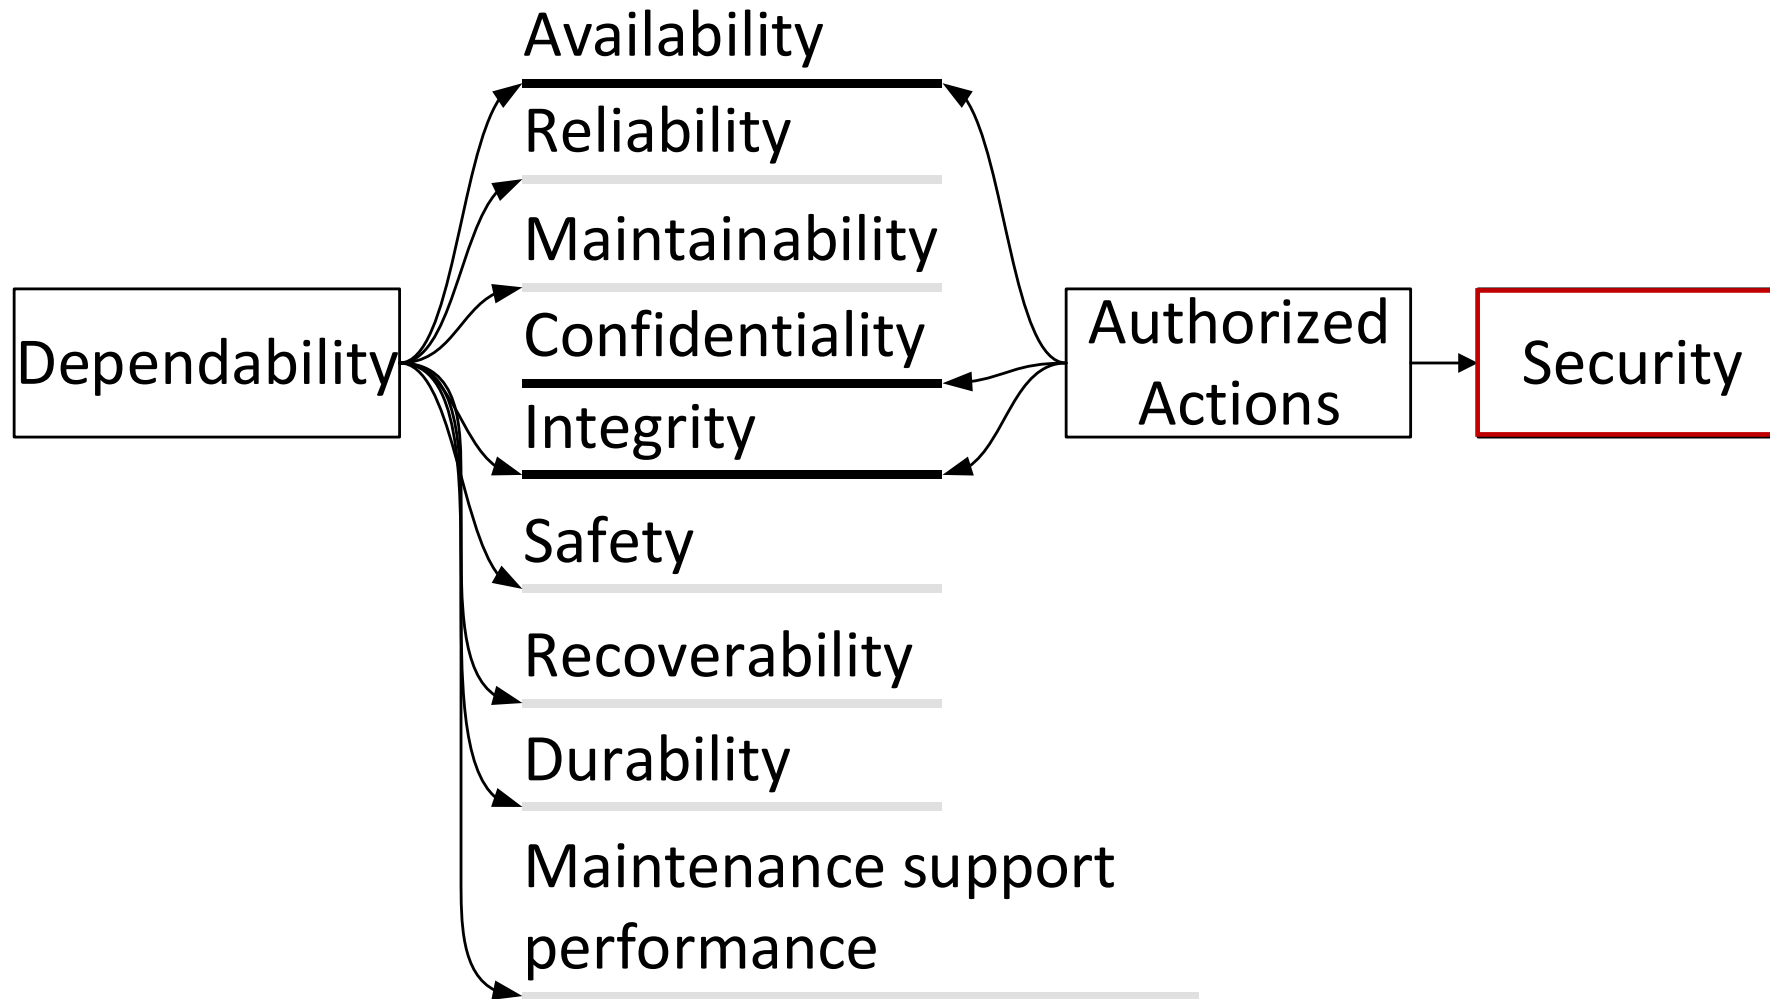 Availability
Reliability
Maintainability
Confidentiality
Integrity
Safety
Recoverability
Durability
Maintenance support
performance
Dependability
Authorized
Actions
Security